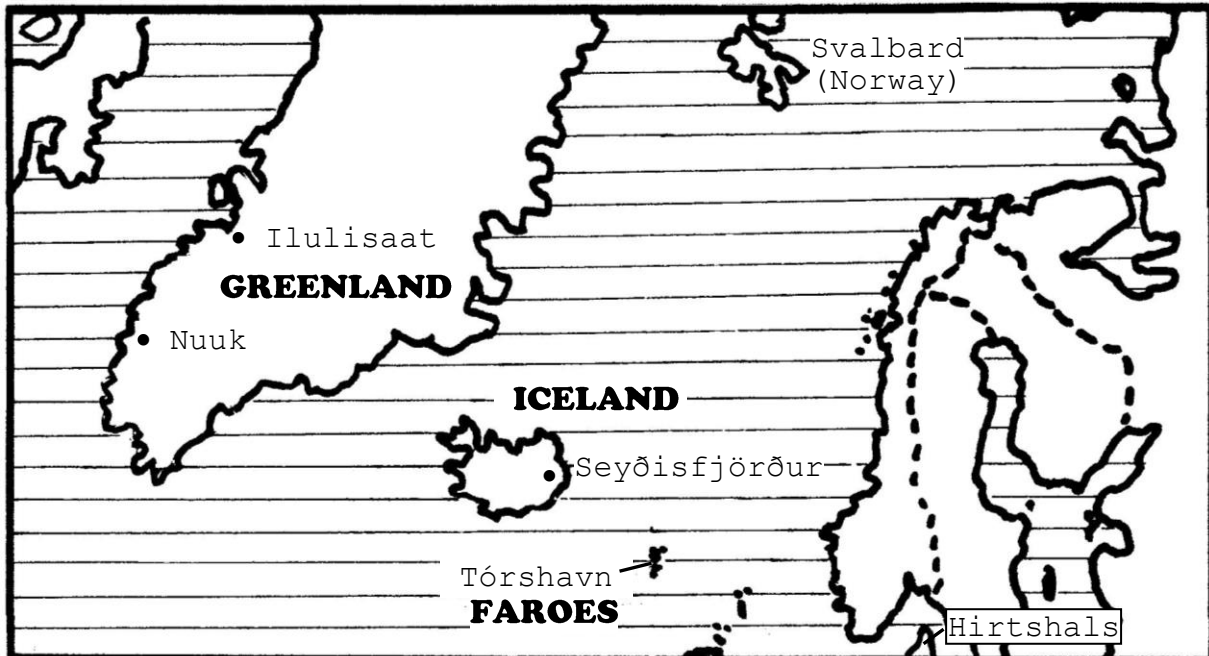 Svalbard
(Norway)
Ilulisaat
GREENLAND
Nuuk
ICELAND
Seyðisfjörður
Tórshavn
FAROES
Hirtshals